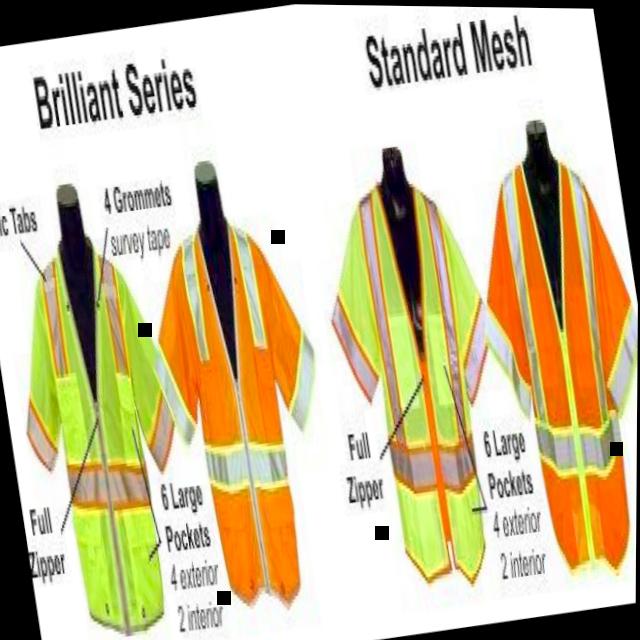 Brilliant Series
Standard Mesh
Tabs
4 Grommets
survey tape
Full
Zipper
6 Large
Pockets
4 exterior
2 interior
Full
Zipper
6 Large
Pockets
4 exterior
2 interior